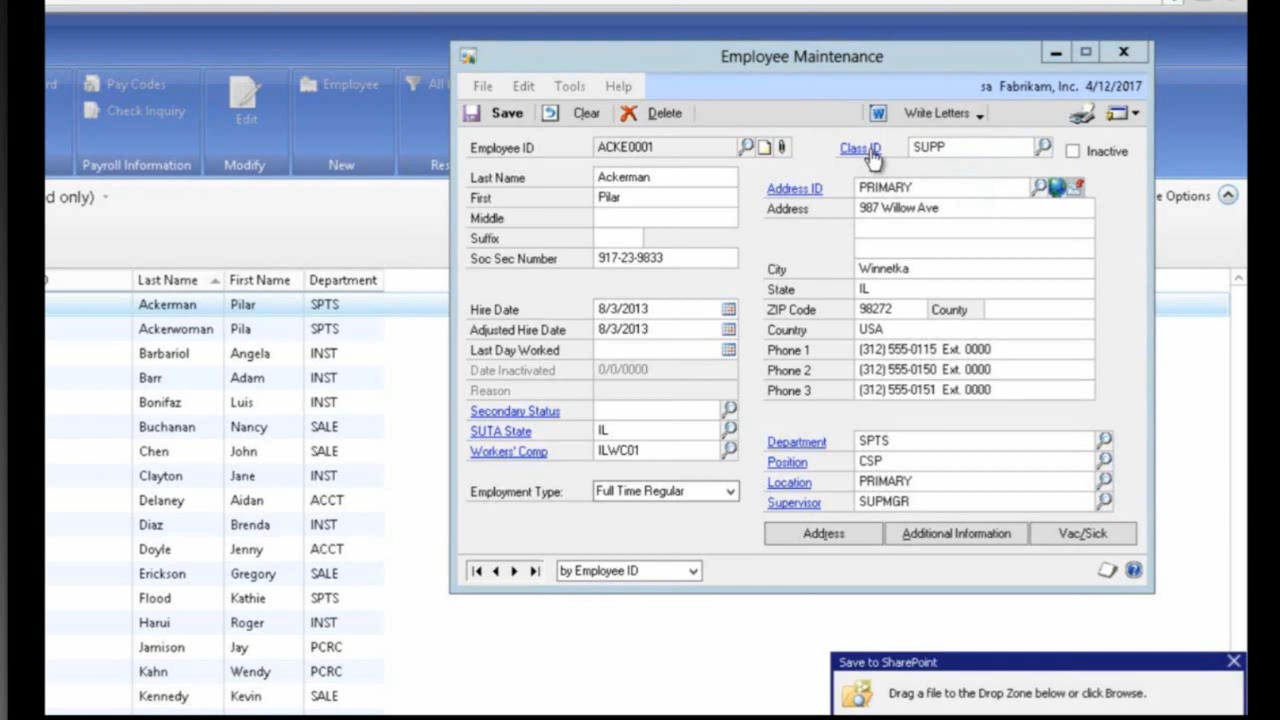 rd
Pay Codes
Check Inquiry
Payroll Information
Edit
Modify
Employee
New
All
Res
d only)
e Options
Last Name First Name Department
Ackerman Pilar SPTS
Ackerwoman Pila SPTS
Barbariol Angela INST
Barr Adam INST
Bonifaz Luis INST
Buchanan Nancy SALE
Chen John SALE
Clayton Jane INST
Delaney Aidan ACCT
Diaz Brenda INST
Doyle Jenny ACCT
Erickson Gregory SALE
Flood Kathie SPTS
Harui Roger INST
Jamison Jay PCRC
Kahn Wendy PCRC
Kennedy Kevin SALE
Employee Maintenance
File Edit Tools Help
sa Fabrikam, Inc. 4/12/2017
Save Clear Delete Write Letters
Employee ID ACKE0001
Class ID SUPP Inactive
Last Name Ackerman
First Pilar
Middle
Suffix
Soc Sec Number 917-23-9833
Hire Date 8/3/2013
Adjusted Hire Date 8/3/2013
Last Day Worked
Date Inactivated 0/0/0000
Reason
Secondary Status
SUTA State IL
Workers' Comp ILWC01
Employment Type: Full Time Regular
Address ID PRIMARY
Address 987 Willow Ave
City Winnetka
State IL
ZIP Code 98272 County
Country USA
Phone 1 (312) 555-0115 Ext. 0000
Phone 2 (312) 555-0150 Ext. 0000
Phone 3 (312) 555-0151 Ext. 0000
Department SPTS
Position CSP
Location PRIMARY
Supervisor SUPMGR
Address Additional Information Vac/Sick
by Employee ID
Save to SharePoint
Drag a file to the Drop Zone below or click Browse.